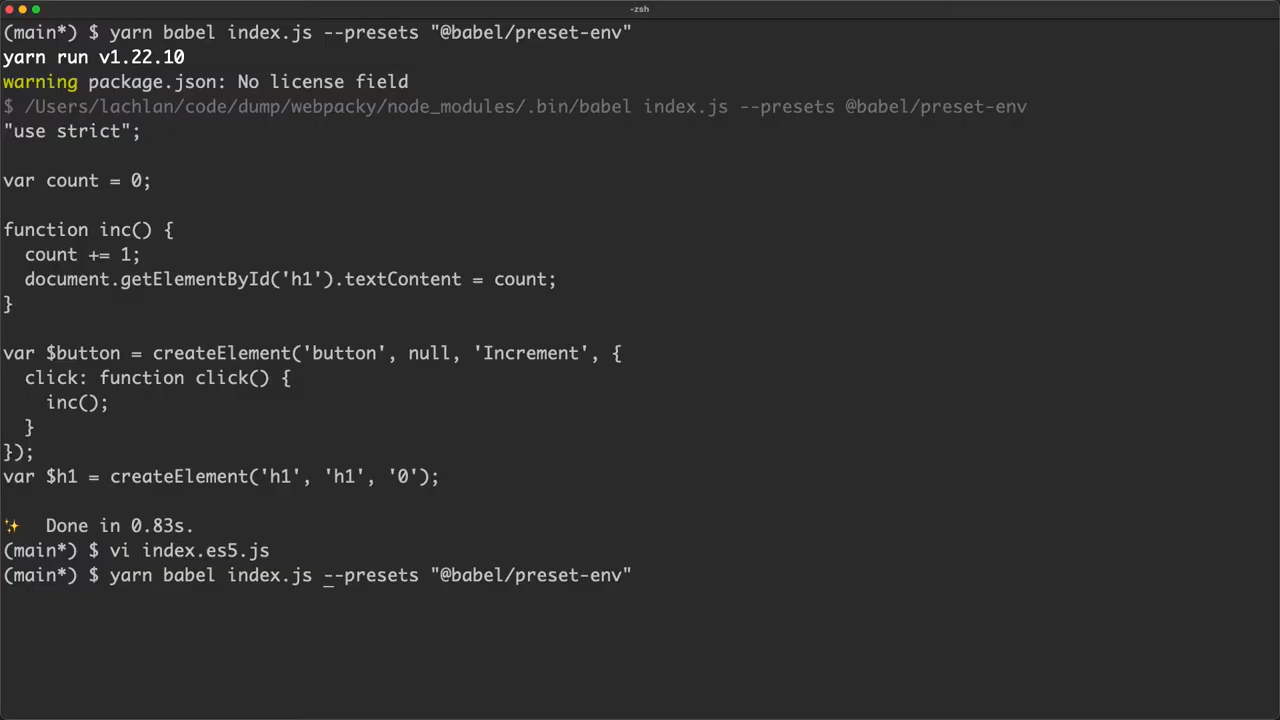 -zsh
(main*) $ yarn babel index.js --presets "@babel/preset-env"
yarn run v1.22.10
warning package.json: No license field
$ /Users/lachlan/code/dump/webpacky/node_modules/.bin/babel index.js --presets @babel/preset-env
"use strict";

var count = 0;

function inc() {
  count += 1;
  document.getElementById('h1').textContent = count;
}

var $button = createElement('button', null, 'Increment', {
  click: function click() {
    inc();
  }
});
var $h1 = createElement('h1', 'h1', '0');

✨  Done in 0.83s.
(main*) $ vi index.es5.js
(main*) $ yarn babel index.js --presets "@babel/preset-env"